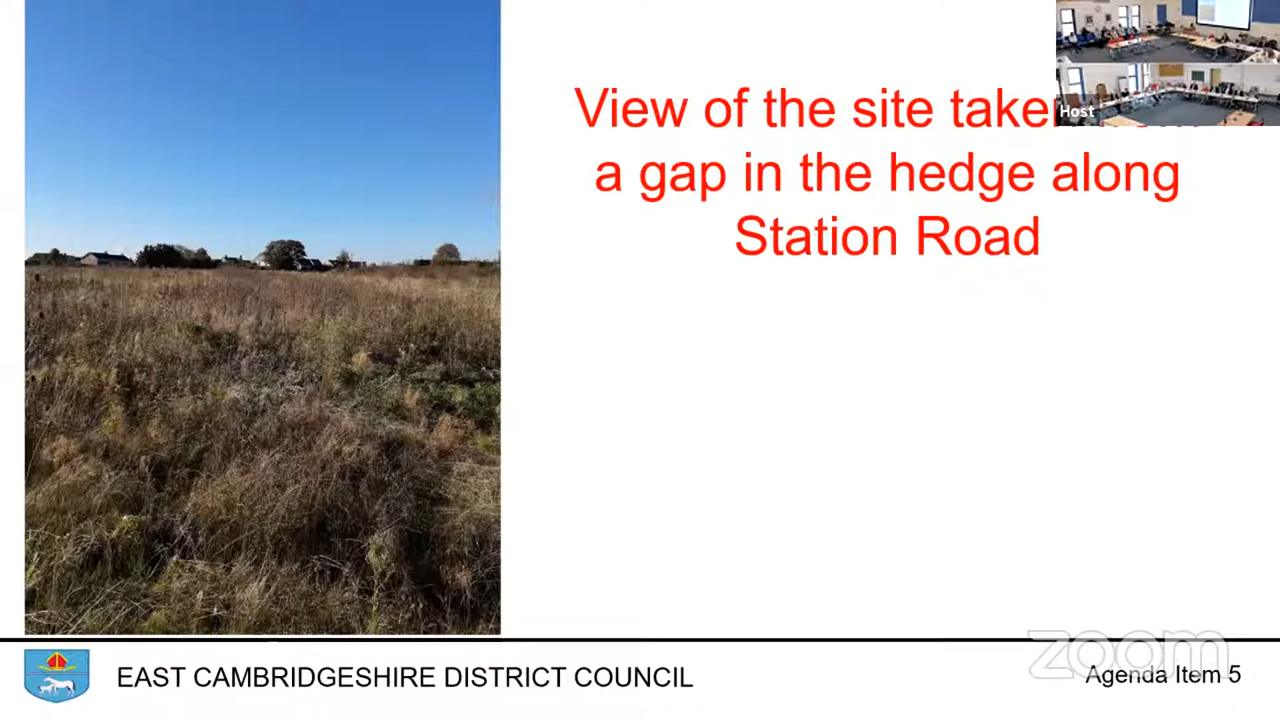 View of the site take
a gap in the hedge along
Station Road
Host
EAST CAMBRIDGESHIRE DISTRICT COUNCIL
zoom
Agenda Item 5